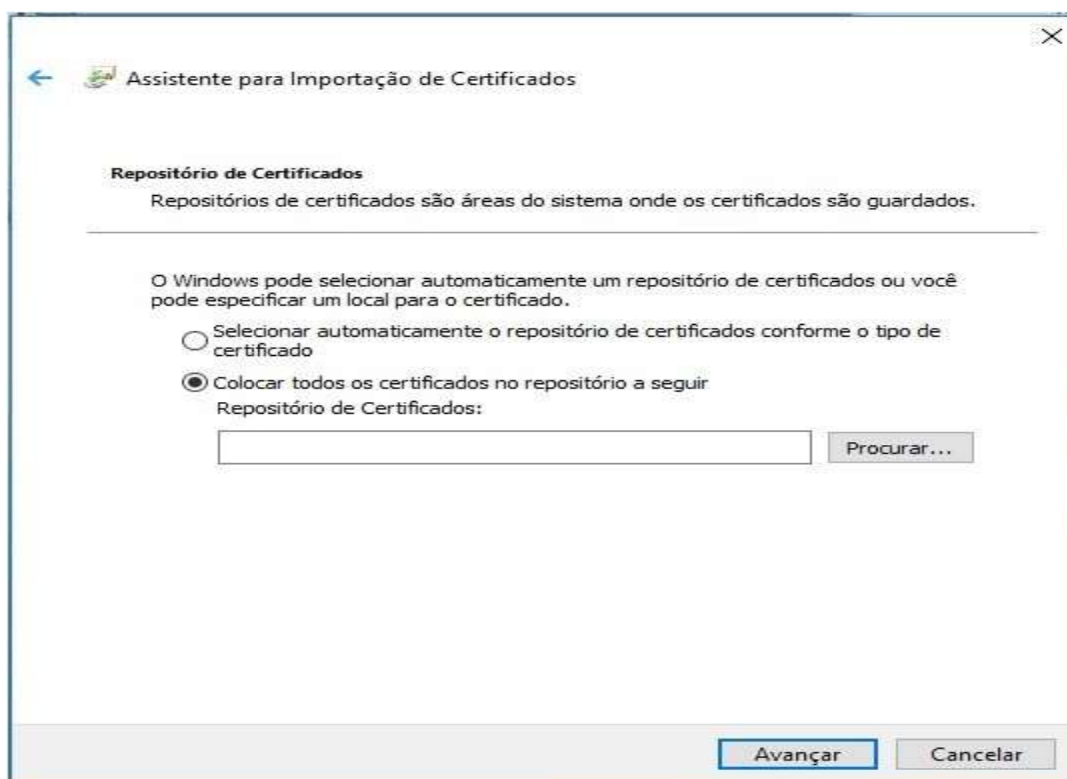 Assistente para Importação de Certificados
Repositório de Certificados
Repositórios de certificados são áreas do sistema onde os certificados são guardados.
O Windows pode selecionar automaticamente um repositório de certificados ou você
pode especificar um local para o certificado.
Selecionar automaticamente o repositório de certificados conforme o tipo de
certificado
Colocar todos os certificados no repositório a seguir
Repositório de Certificados:
Procurar...
Avançar
Cancelar